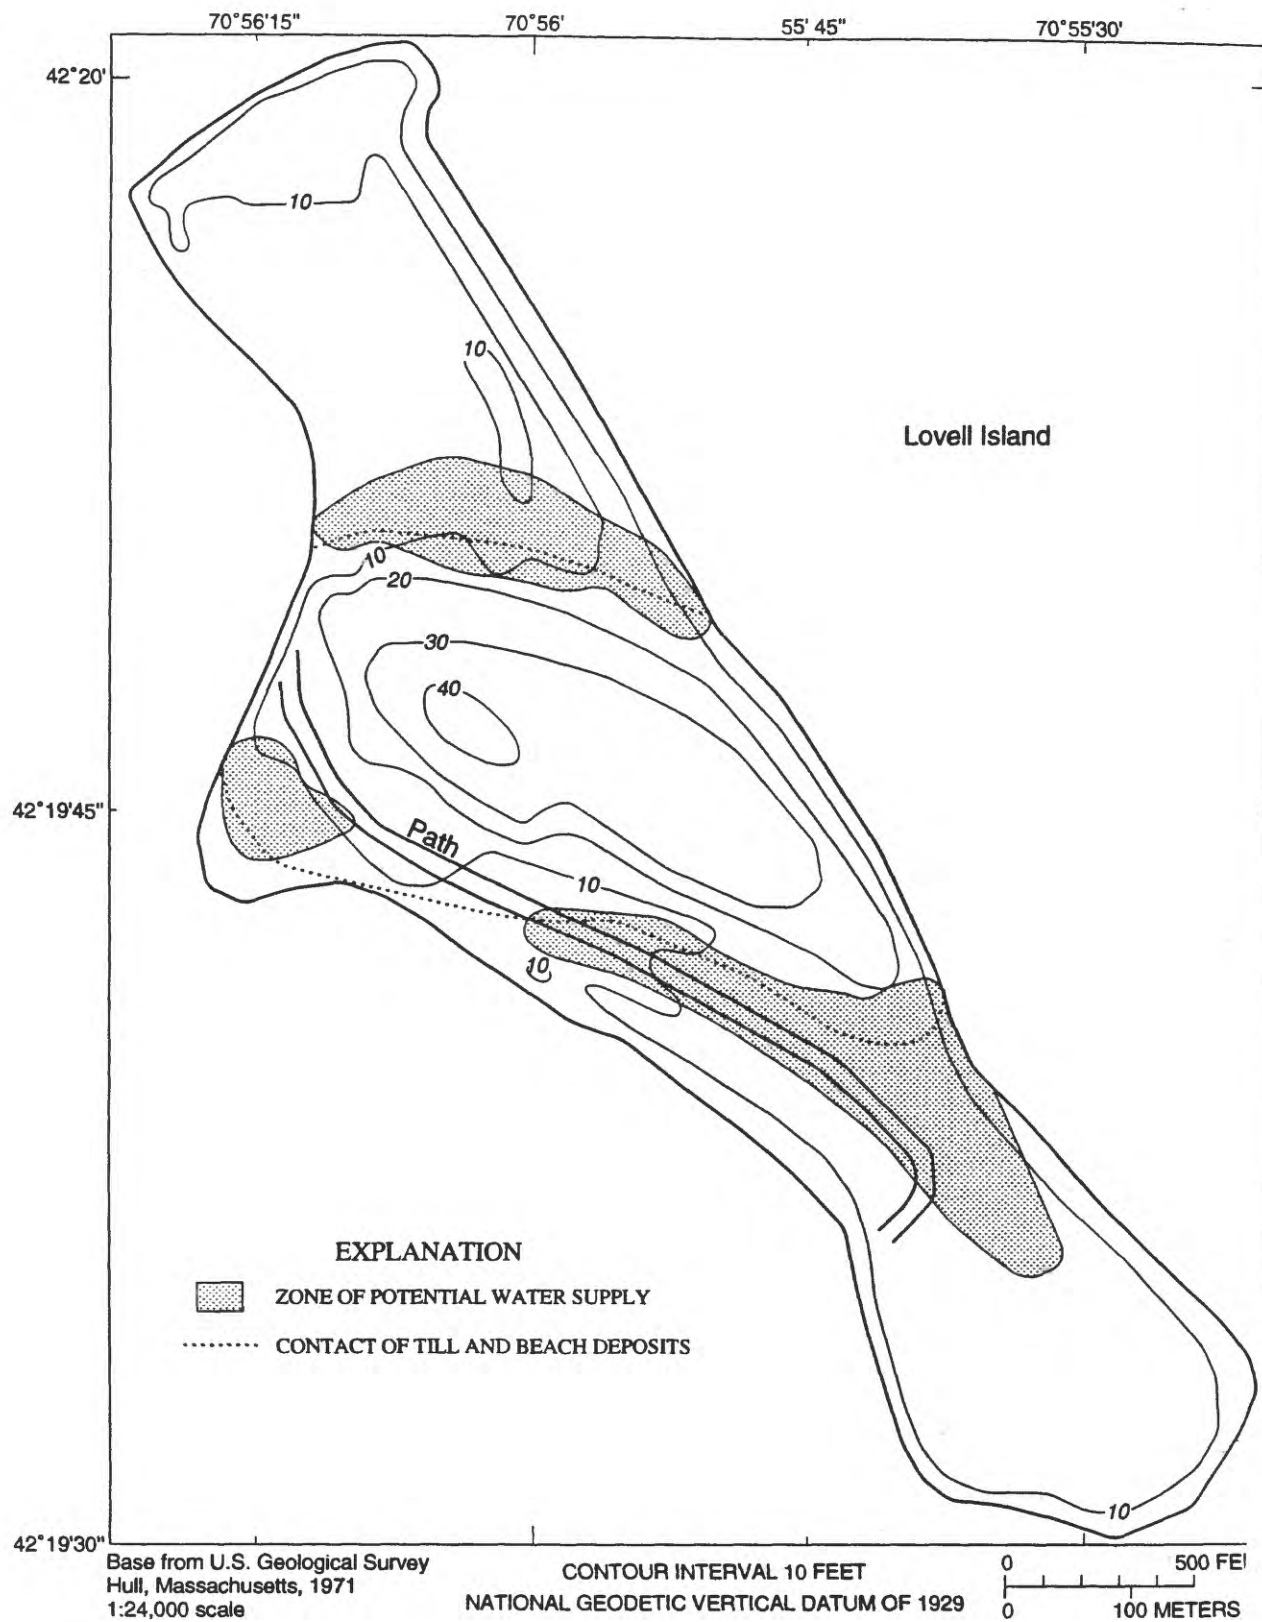 70°56'15" 70°56' 55'45" 70°55'30'
42°20'
10
10
Lovell Island
10
20
30
40
42°19'45"
Path
10
10
EXPLANATION
ZONE OF POTENTIAL WATER SUPPLY
CONTACT OF TILL AND BEACH DEPOSITS
10
42°19'30"
Base from U.S. Geological Survey
Hull, Massachusetts, 1971
1:24,000 scale
CONTOUR INTERVAL 10 FEET
NATIONAL GEODETIC VERTICAL DATUM OF 1929
0 500 FE
0 100 METERS